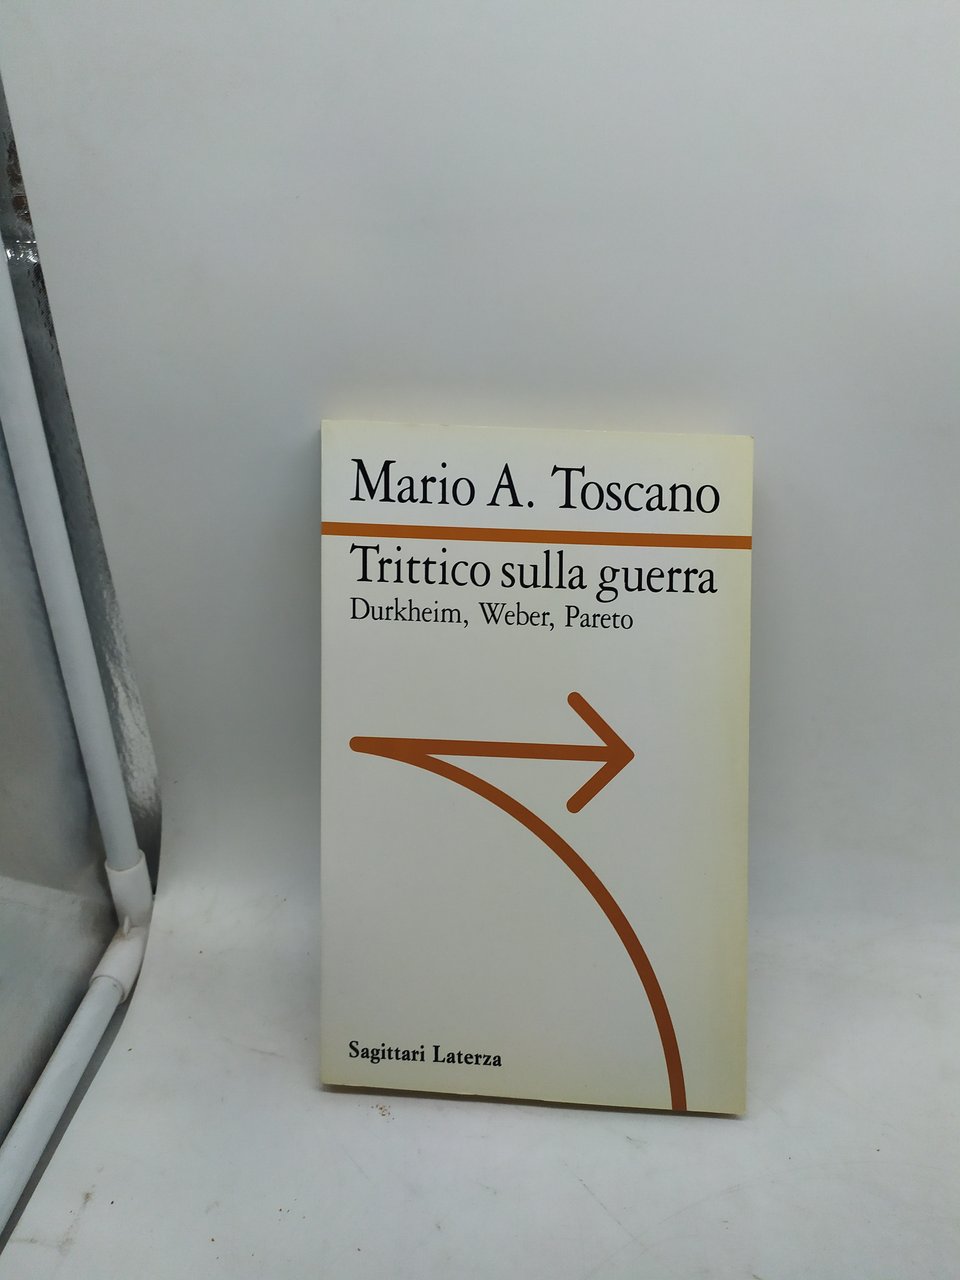 Mario A. Toscano
Trittico sulla guerra
Durkheim, Weber, Pareto
Sagittari Laterza